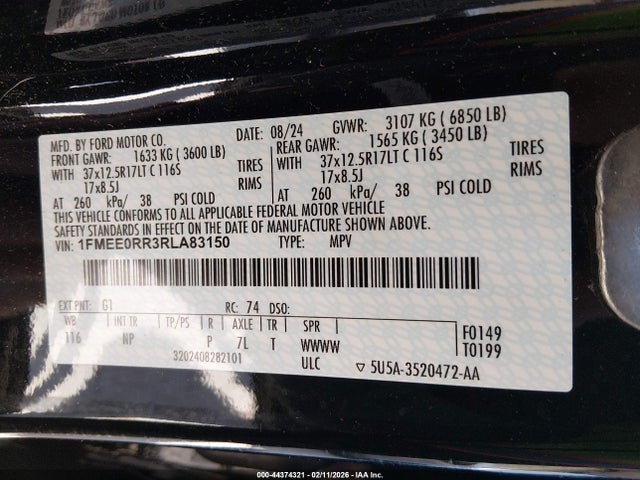 MFD. BY FORD MOTOR CO.
DATE: 08/24 GVWR: 3107 KG ( 6850 LB)
FRONT GAWR: 1633 KG ( 3600 LB)
REAR GAWR: 1565 KG ( 3450 LB)
WITH 37x12.5R17LT C 116S TIRES
WITH 37x12.5R17LT C 116S TIRES
17x8.5J RIMS
17x8.5J RIMS
AT 260 kPa/ 38 PSI COLD
AT 260 kPa/ 38 PSI COLD
THIS VEHICLE CONFORMS TO ALL APPLICABLE FEDERAL MOTOR VEHICLE
SAFETY STANDARDS IN EFFECT ON THE DATE OF MANUFACTURE SHOWN ABOVE.
VIN: 1FMEE0RR3RLA83150 TYPE: MPV
EXT PNT: G1 RC: 74 DSO:
WB INT TR TP/PS R AXLE TR SPR
116 NP P 7L T WWWW
3202408282101 ULC
F0149
T0199
5U5A-3520472-AA
00-44374321 - 02/11/2026 - IAA Inc.